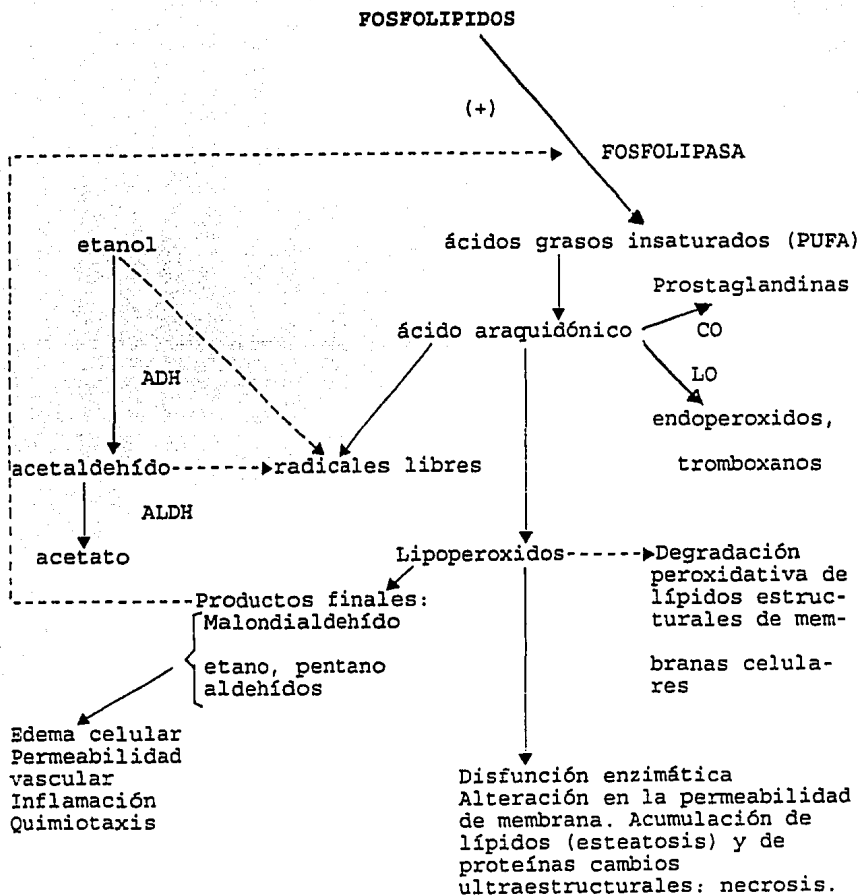 FOSFOLIPIDOS
(+)
FOSFOLIPASA
etanol
ácidos grasos insaturados (PUFA)
Prostaglandinas
ácido araquidónico
CO
LO
ADH
endoperoxidos,
tromboxanos
acetaldehído
radicales libres
ALDH
acetato
Lipoperoxidos
Degradación
peroxidativa de
lípidos estruc-
turales de mem-
branas celula-
res
Productos finales:
Malondialdehído
etano, pentano
aldehídos
Edema celular
Permeabilidad
vascular
Inflamación
Quimiotaxis
Disfunción enzimática
Alteración en la permeabilidad
de membrana. Acumulación de
lípidos (esteatosis) y de
proteínas cambios
ultraestructurales: necrosis.